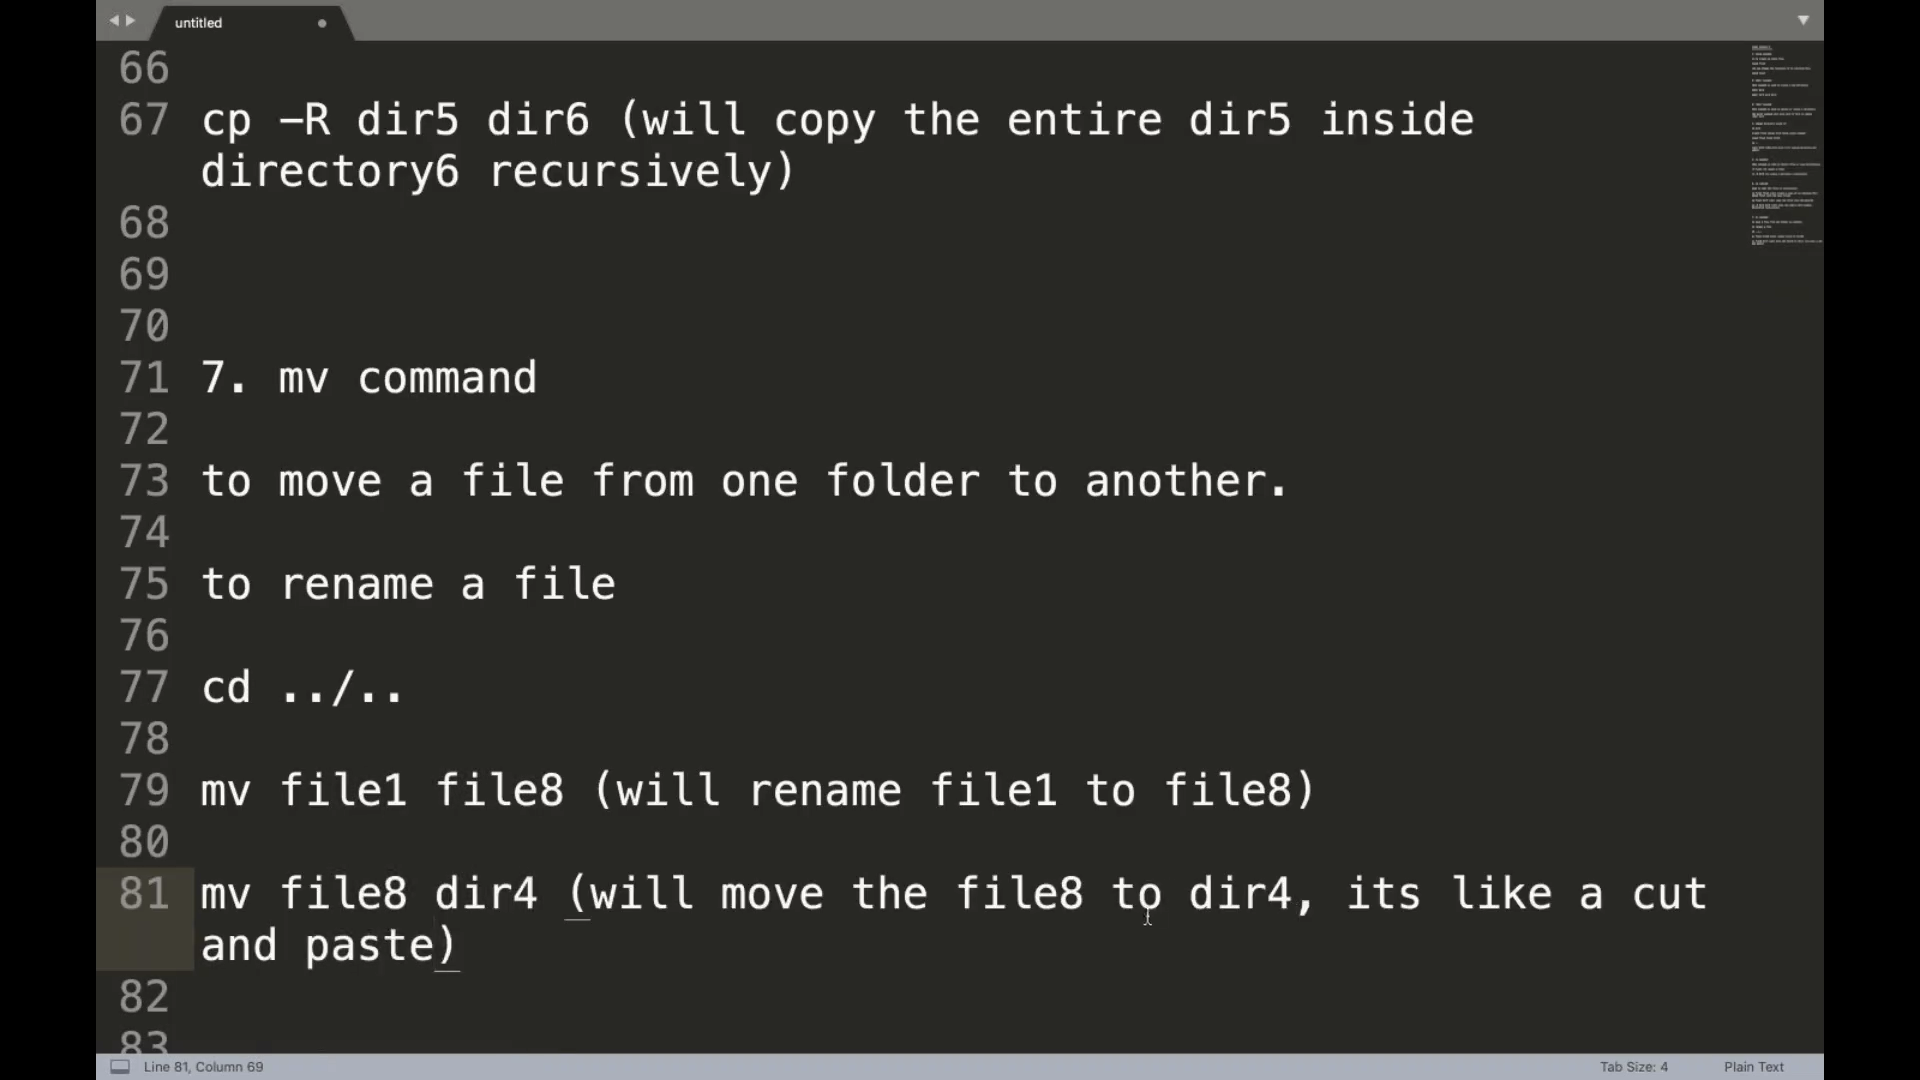 untitled
66
67 cp -R dir5 dir6 (will copy the entire dir5 inside
directory6 recursively)
68
69
70
71 7. mv command
72
73 to move a file from one folder to another.
74
75 to rename a file
76
77 cd ../..
78
79 mv file1 file8 (will rename file1 to file8)
80
81 mv file8 dir4 (will move the file8 to dir4, its like a cut
and paste)
82
83
Line 81, Column 69 Tab Size: 4 Plain Text